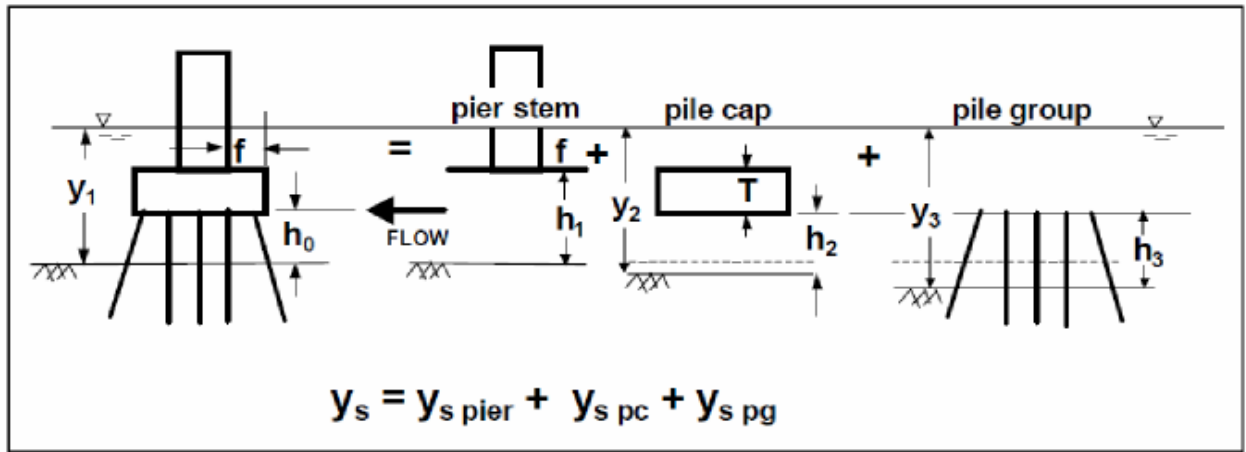 pier stem pile cap pile group
f = f + +
y₁ T
y₂ y₃
h₀ FLOW h₁ h₂ h₃
yₛ = yₛ pier + yₛ pc + yₛ pg